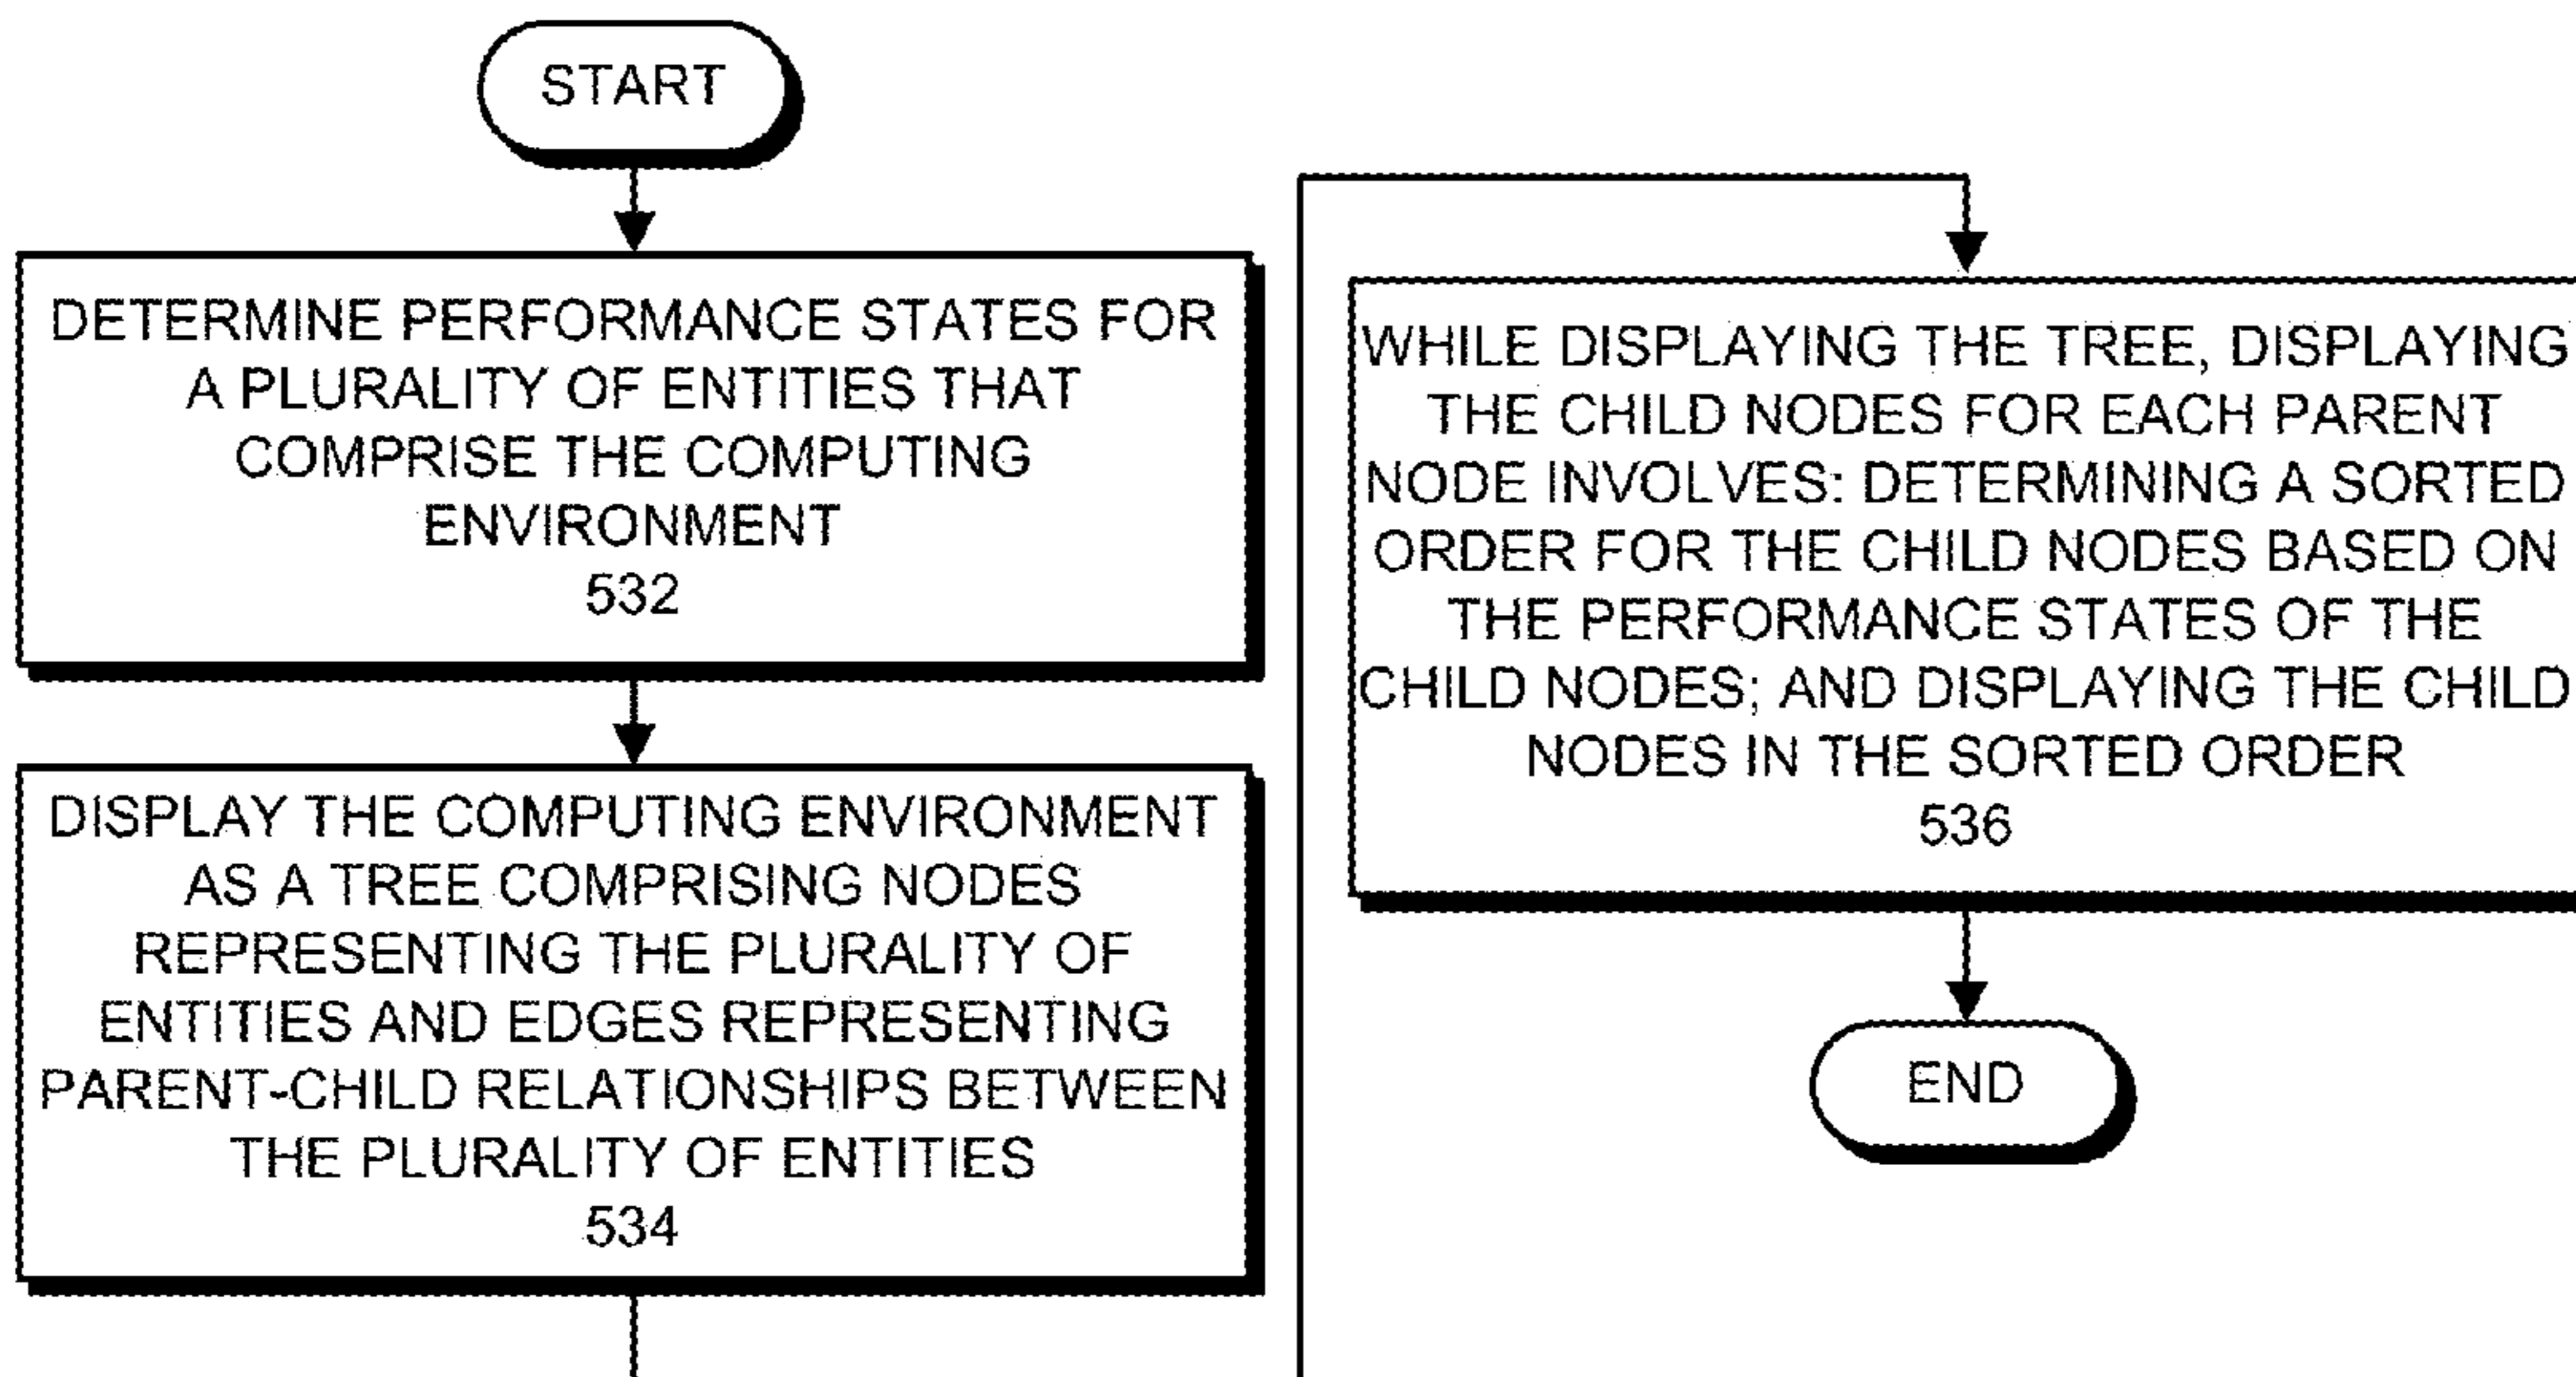 START
DETERMINE PERFORMANCE STATES FOR
A PLURALITY OF ENTITIES THAT
COMPRISE THE COMPUTING
ENVIRONMENT
532
DISPLAY THE COMPUTING ENVIRONMENT
AS A TREE COMPRISING NODES
REPRESENTING THE PLURALITY OF
ENTITIES AND EDGES REPRESENTING
PARENT-CHILD RELATIONSHIPS BETWEEN
THE PLURALITY OF ENTITIES
534
WHILE DISPLAYING THE TREE, DISPLAYING
THE CHILD NODES FOR EACH PARENT
NODE INVOLVES: DETERMINING A SORTED
ORDER FOR THE CHILD NODES BASED ON
THE PERFORMANCE STATES OF THE
CHILD NODES; AND DISPLAYING THE CHILD
NODES IN THE SORTED ORDER
536
END